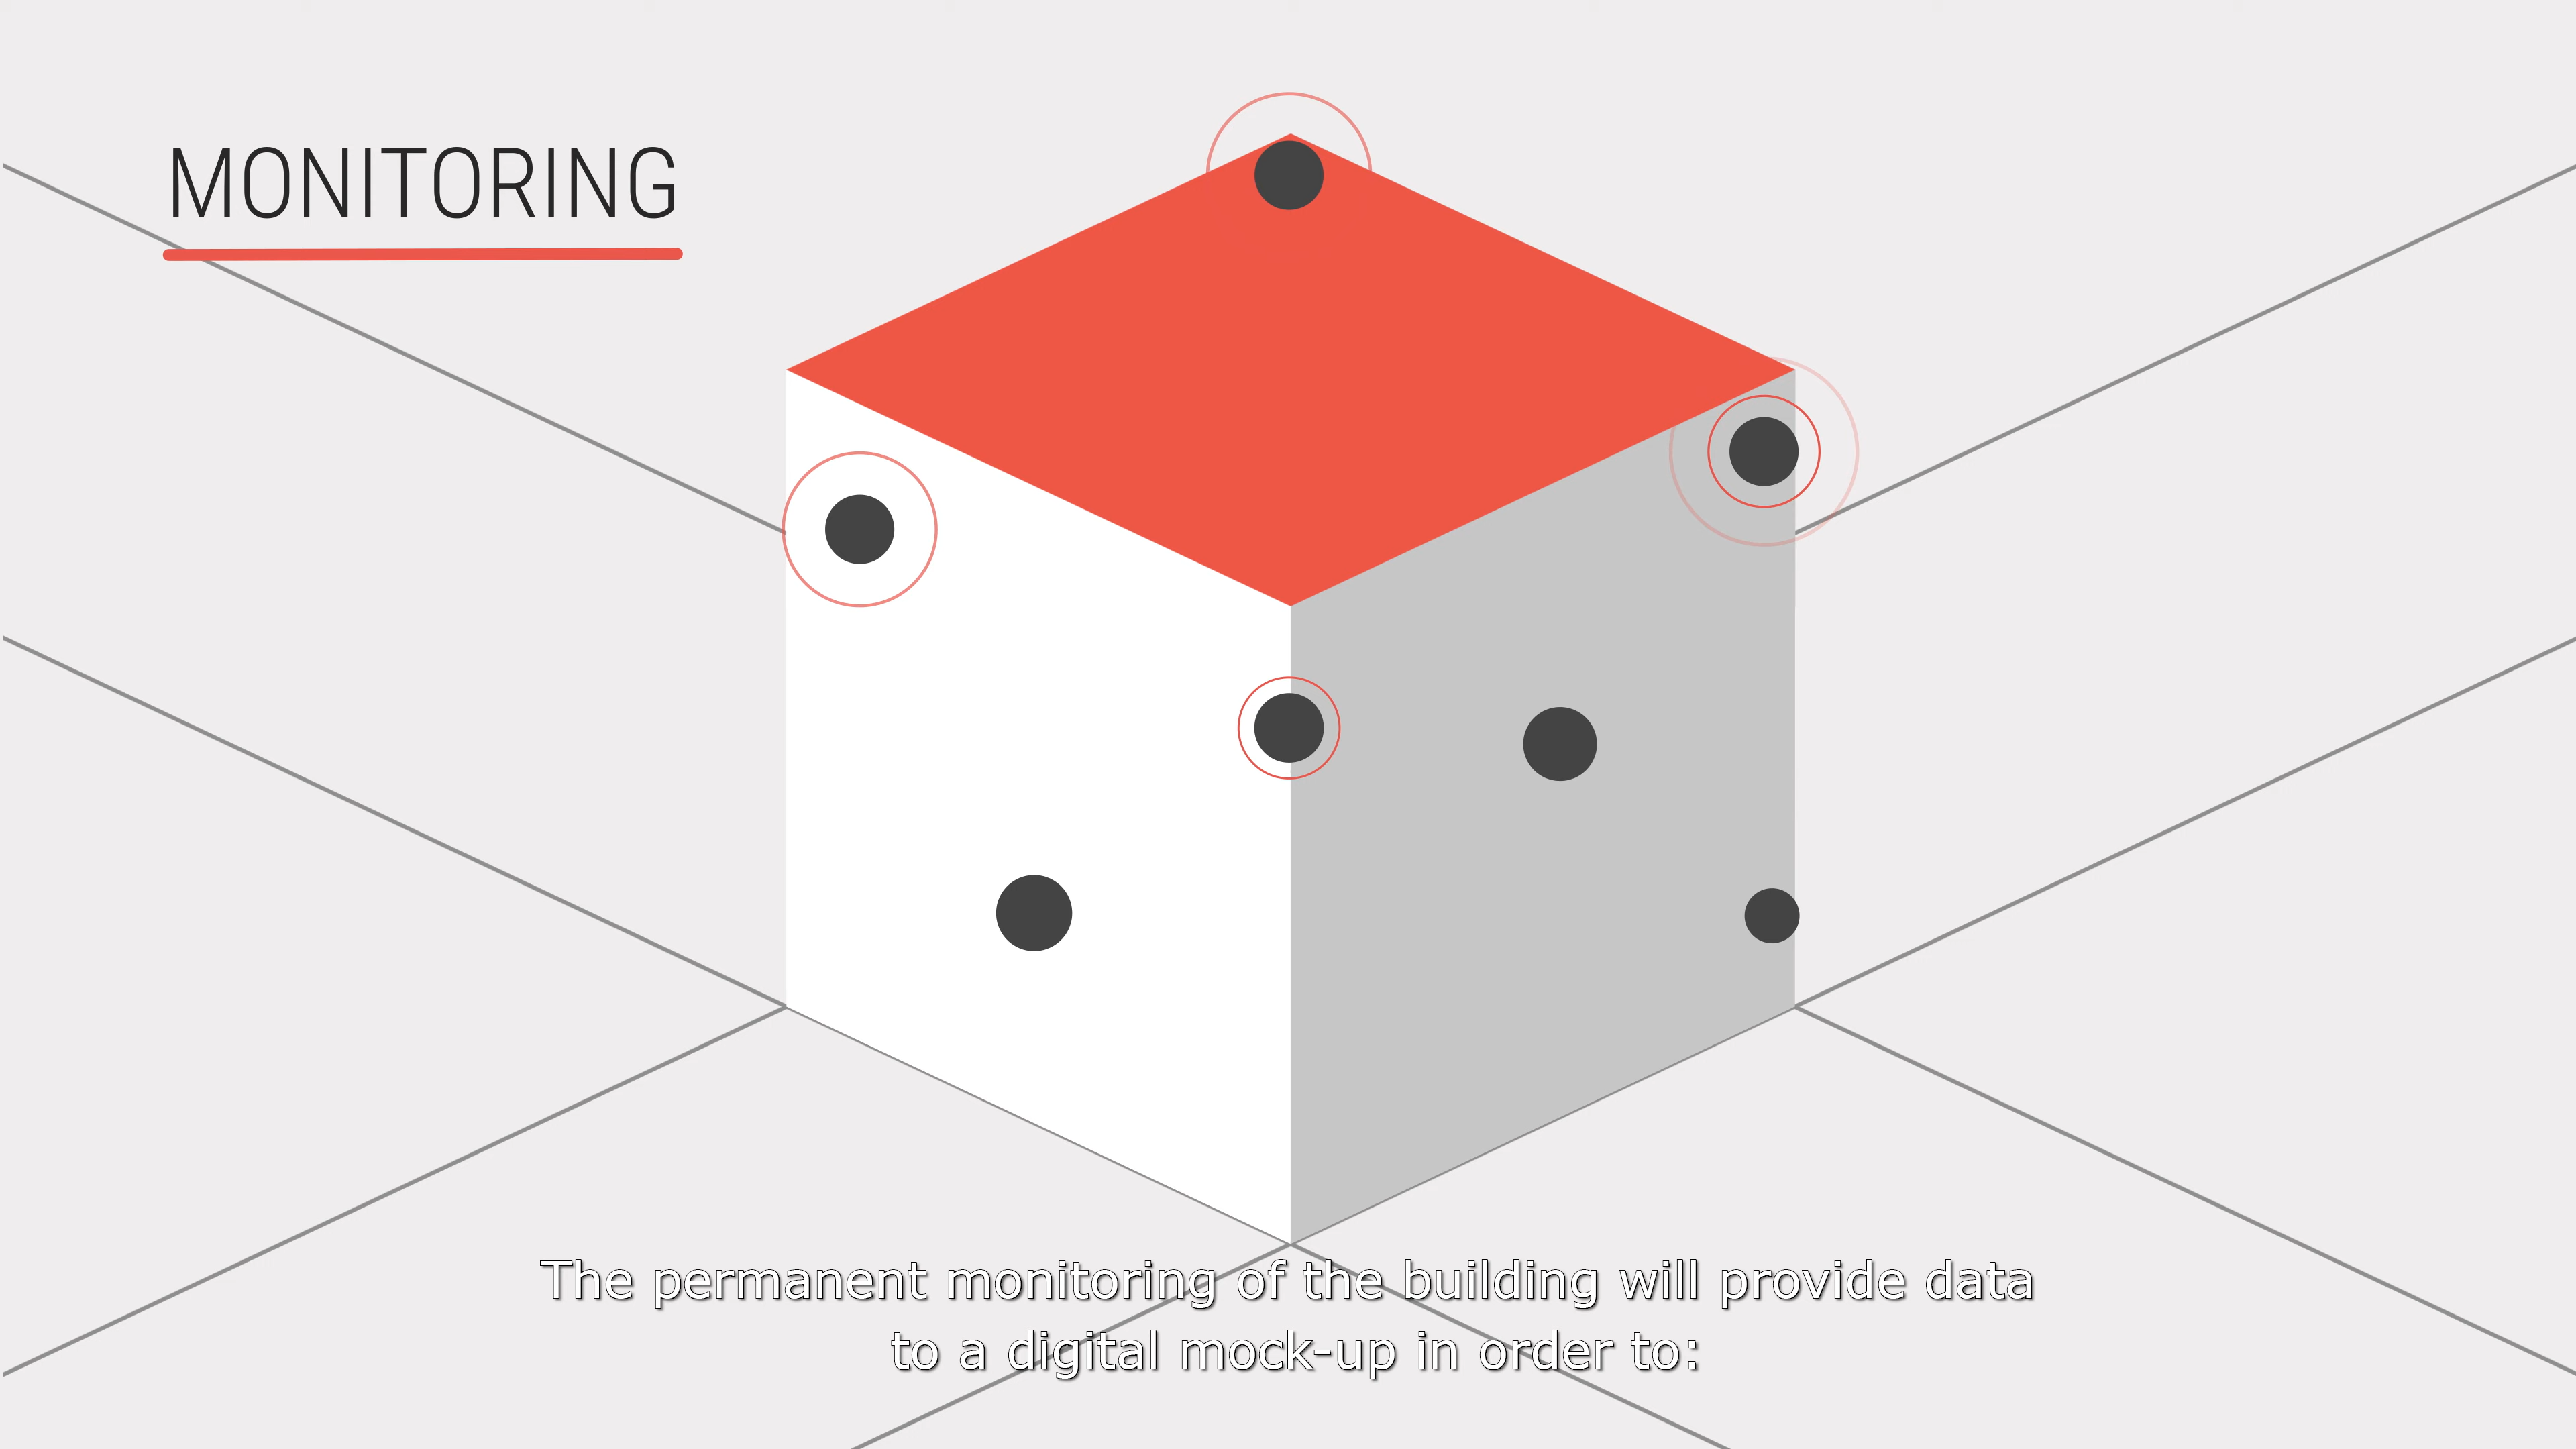 MONITORING
The permanent monitoring of the building will provide data
to a digital mock-up in order to: